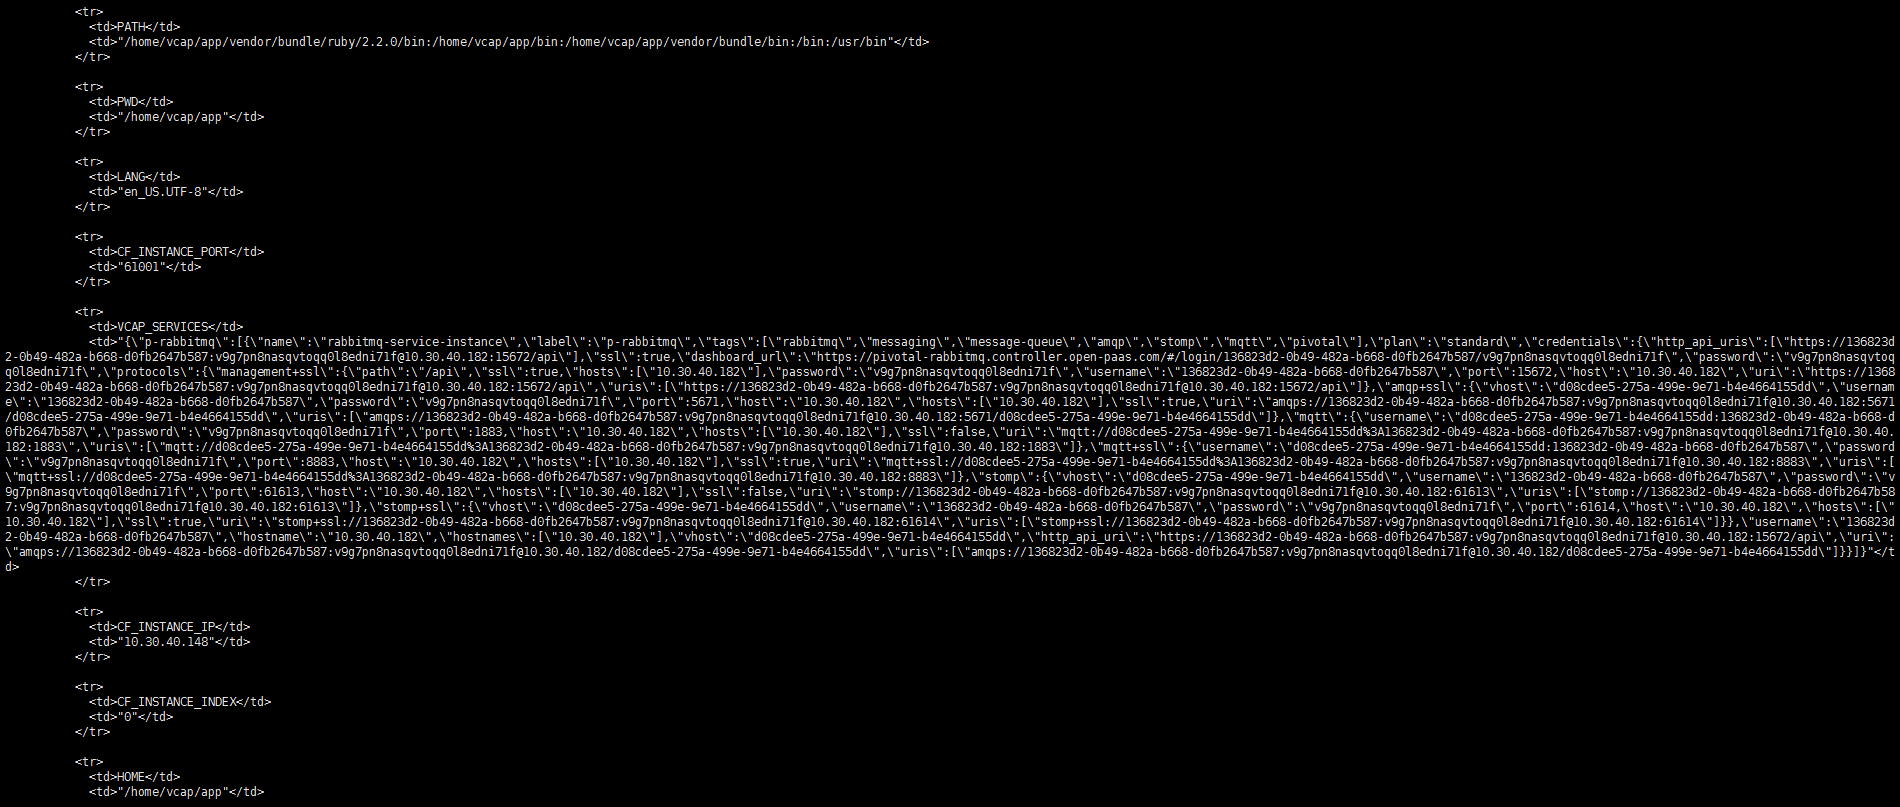 <tr>
<td>PATH</td>
<td>"/home/vcap/app/vendor/bundle/ruby/2.2.0/bin:/home/vcap/app/bin:/home/vcap/app/vendor/bundle/bin:/bin:/usr/bin"</td>
</tr>
<tr>
<td>PWD</td>
<td>"/home/vcap/app"</td>
</tr>
<tr>
<td>LANG</td>
<td>"en_US.UTF-8"</td>
</tr>
<tr>
<td>CF_INSTANCE_PORT</td>
<td>"61001"</td>
</tr>
<tr>
<td>VCAP_SERVICES</td>
<td>"{\"p-rabbitmq\":[{\"name\":\"rabbitmq-service-instance\",\"label\":\"p-rabbitmq\",\"tags\":[\"rabbitmq\",\"messaging\",\"message-queue\",\"amqp\",\"stomp\",\"mqtt\",\"pivotal\"],\"plan\":\"standard\",\"credentials\":{\"http_api_uris\":[\"https://136823d
2-0b49-482a-b668-d0fb2647b587:v9g7pn8nasqvtoqq0l8edni71f@10.30.40.182:15672/api\"],\"ssl\":true,\"dashboard_url\":\"https://pivotal-rabbitmq.controller.open-paas.com/#/login/136823d2-0b49-482a-b668-d0fb2647b587/v9g7pn8nasqvtoqq0l8edni71f\",\"password\":\"v9g7pn8nasqvtoq
q0l8edni71f\",\"protocols\":{\"management+ssl\":{\"path\":\"/api\",\"ssl\":true,\"hosts\":[\"10.30.40.182\"],\"password\":\"v9g7pn8nasqvtoqq0l8edni71f\",\"username\":\"136823d2-0b49-482a-b668-d0fb2647b587\",\"port\":15672,\"host\":\"10.30.40.182\",\"uri\":\"https://1368
23d2-0b49-482a-b668-d0fb2647b587:v9g7pn8nasqvtoqq0l8edni71f@10.30.40.182:15672/api\",\"uris\":[\"https://136823d2-0b49-482a-b668-d0fb2647b587:v9g7pn8nasqvtoqq0l8edni71f@10.30.40.182:15672/api\"]},\"amqp+ssl\":{\"vhost\":\"d08cdee5-275a-499e-9e71-b4e4664155dd\",\"usernam
e\":\"136823d2-0b49-482a-b668-d0fb2647b587\",\"password\":\"v9g7pn8nasqvtoqq0l8edni71f\",\"port\":5671,\"host\":\"10.30.40.182\",\"hosts\":[\"10.30.40.182\"],\"ssl\":true,\"uri\":\"amqps://136823d2-0b49-482a-b668-d0fb2647b587:v9g7pn8nasqvtoqq0l8edni71f@10.30.40.182:5671
/d08cdee5-275a-499e-9e71-b4e4664155dd\",\"uris\":[\"amqps://136823d2-0b49-482a-b668-d0fb2647b587:v9g7pn8nasqvtoqq0l8edni71f@10.30.40.182:5671/d08cdee5-275a-499e-9e71-b4e4664155dd\"]},\"mqtt\":{\"username\":\"d08cdee5-275a-499e-9e71-b4e4664155dd:136823d2-0b49-482a-b668-d
0fb2647b587\",\"password\":\"v9g7pn8nasqvtoqq0l8edni71f\",\"port\":1883,\"host\":\"10.30.40.182\",\"hosts\":[\"10.30.40.182\"],\"ssl\":false,\"uri\":\"mqtt://d08cdee5-275a-499e-9e71-b4e4664155dd%3A136823d2-0b49-482a-b668-d0fb2647b587:v9g7pn8nasqvtoqq0l8edni71f@10.30.40.
182:1883\",\"uris\":[\"mqtt://d08cdee5-275a-499e-9e71-b4e4664155dd%3A136823d2-0b49-482a-b668-d0fb2647b587:v9g7pn8nasqvtoqq0l8edni71f@10.30.40.182:1883\"]},\"mqtt+ssl\":{\"username\":\"d08cdee5-275a-499e-9e71-b4e4664155dd:136823d2-0b49-482a-b668-d0fb2647b587\",\"password
\":\"v9g7pn8nasqvtoqq0l8edni71f\",\"port\":8883,\"host\":\"10.30.40.182\",\"hosts\":[\"10.30.40.182\"],\"ssl\":true,\"uri\":\"mqtt+ssl://d08cdee5-275a-499e-9e71-b4e4664155dd%3A136823d2-0b49-482a-b668-d0fb2647b587:v9g7pn8nasqvtoqq0l8edni71f@10.30.40.182:8883\",\"uris\":[
\"mqtt+ssl://d08cdee5-275a-499e-9e71-b4e4664155dd%3A136823d2-0b49-482a-b668-d0fb2647b587:v9g7pn8nasqvtoqq0l8edni71f@10.30.40.182:8883\"]},\"stomp\":{\"vhost\":\"d08cdee5-275a-499e-9e71-b4e4664155dd\",\"username\":\"136823d2-0b49-482a-b668-d0fb2647b587\",\"password\":\"v
9g7pn8nasqvtoqq0l8edni71f\",\"port\":61613,\"host\":\"10.30.40.182\",\"hosts\":[\"10.30.40.182\"],\"ssl\":false,\"uri\":\"stomp://136823d2-0b49-482a-b668-d0fb2647b587:v9g7pn8nasqvtoqq0l8edni71f@10.30.40.182:61613\",\"uris\":[\"stomp://136823d2-0b49-482a-b668-d0fb2647b58
7:v9g7pn8nasqvtoqq0l8edni71f@10.30.40.182:61613\"]},\"stomp+ssl\":{\"vhost\":\"d08cdee5-275a-499e-9e71-b4e4664155dd\",\"username\":\"136823d2-0b49-482a-b668-d0fb2647b587\",\"password\":\"v9g7pn8nasqvtoqq0l8edni71f\",\"port\":61614,\"host\":\"10.30.40.182\",\"hosts\":[\"
10.30.40.182\"],\"ssl\":true,\"uri\":\"stomp+ssl://136823d2-0b49-482a-b668-d0fb2647b587:v9g7pn8nasqvtoqq0l8edni71f@10.30.40.182:61614\",\"uris\":[\"stomp+ssl://136823d2-0b49-482a-b668-d0fb2647b587:v9g7pn8nasqvtoqq0l8edni71f@10.30.40.182:61614\"]}},\"username\":\"136823d
2-0b49-482a-b668-d0fb2647b587\",\"hostname\":\"10.30.40.182\",\"hostnames\":[\"10.30.40.182\"],\"vhost\":\"d08cdee5-275a-499e-9e71-b4e4664155dd\",\"http_api_uri\":\"https://136823d2-0b49-482a-b668-d0fb2647b587:v9g7pn8nasqvtoqq0l8edni71f@10.30.40.182:15672/api\",\"uri\":
\"amqps://136823d2-0b49-482a-b668-d0fb2647b587:v9g7pn8nasqvtoqq0l8edni71f@10.30.40.182/d08cdee5-275a-499e-9e71-b4e4664155dd\",\"uris\":[\"amqps://136823d2-0b49-482a-b668-d0fb2647b587:v9g7pn8nasqvtoqq0l8edni71f@10.30.40.182/d08cdee5-275a-499e-9e71-b4e4664155dd\"]}}]}"</t
d>
</tr>
<tr>
<td>CF_INSTANCE_IP</td>
<td>"10.30.40.148"</td>
</tr>
<tr>
<td>CF_INSTANCE_INDEX</td>
<td>"0"</td>
</tr>
<tr>
<td>HOME</td>
<td>"/home/vcap/app"</td>